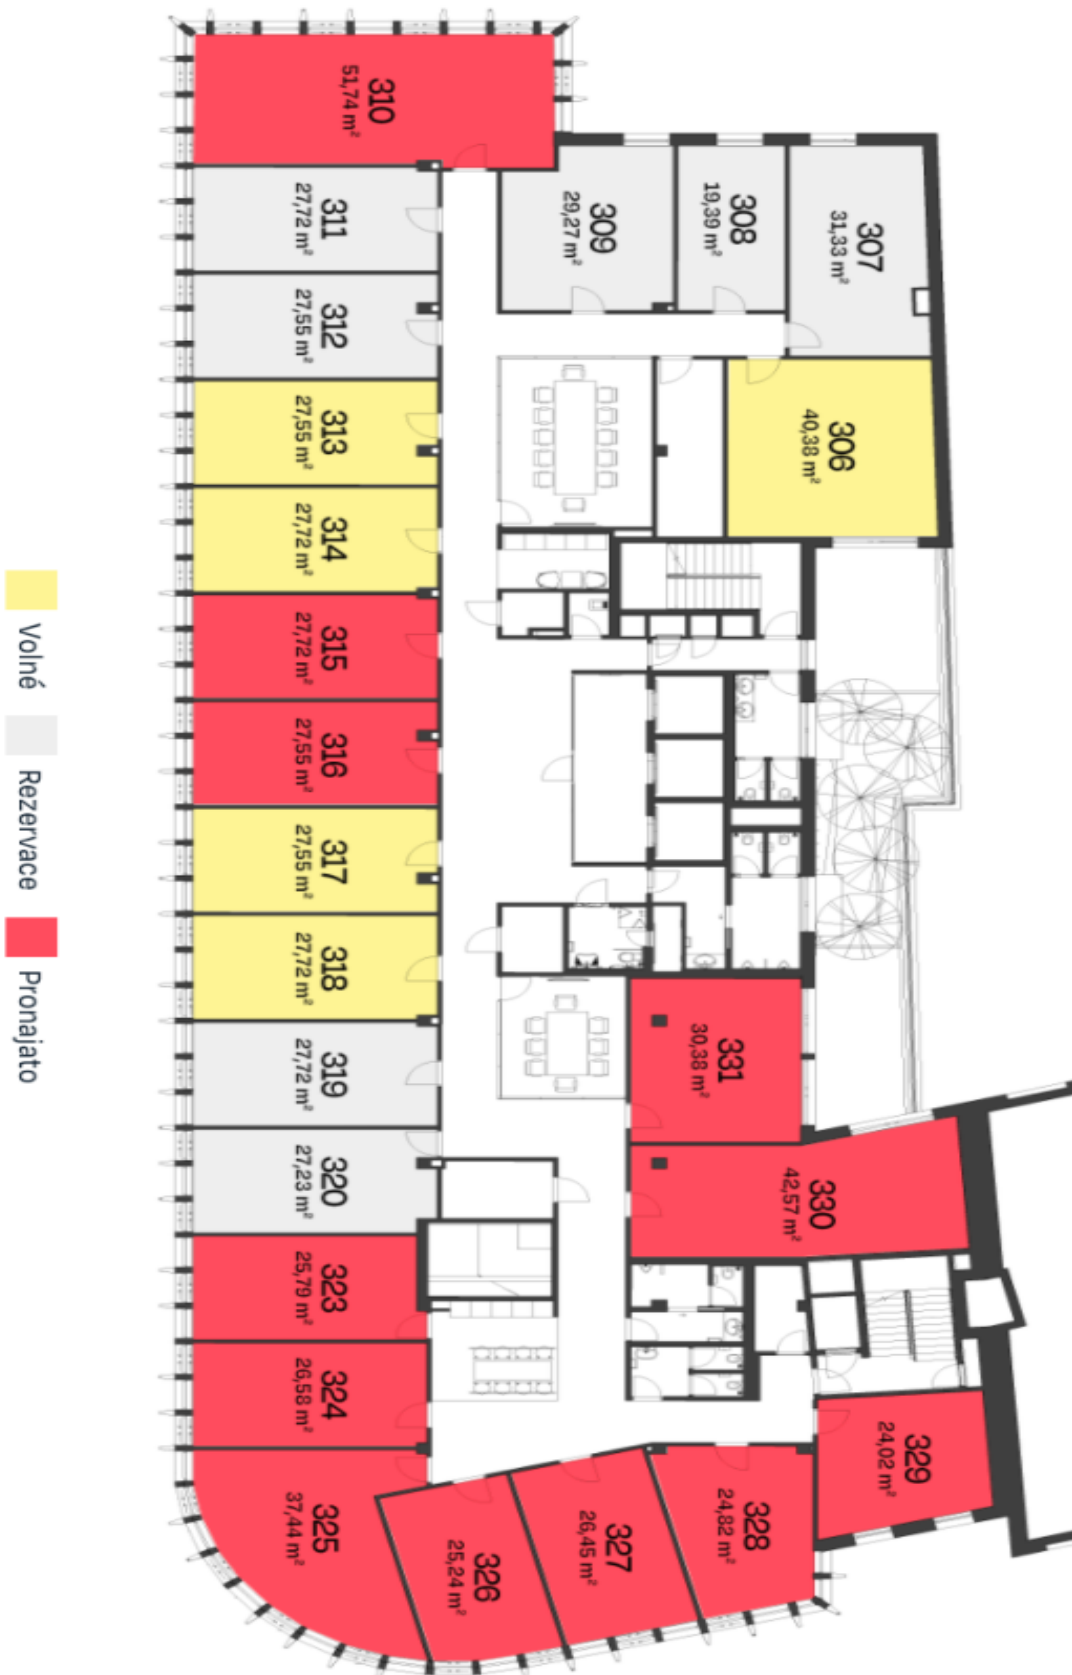 310
51,74 m²
311
27,72 m²
312
27,55 m²
313
27,55 m²
314
27,72 m²
315
27,72 m²
316
27,55 m²
317
27,55 m²
318
27,72 m²
319
27,72 m²
320
27,23 m²
323
25,79 m²
324
26,58 m²
325
37,44 m²
326
25,24 m²
327
26,45 m²
328
24,82 m²
329
24,02 m²
330
42,57 m²
331
30,38 m²
309
29,27 m²
308
19,39 m²
307
31,33 m²
306
40,38 m²
Volné
Rezervace
Pronajato